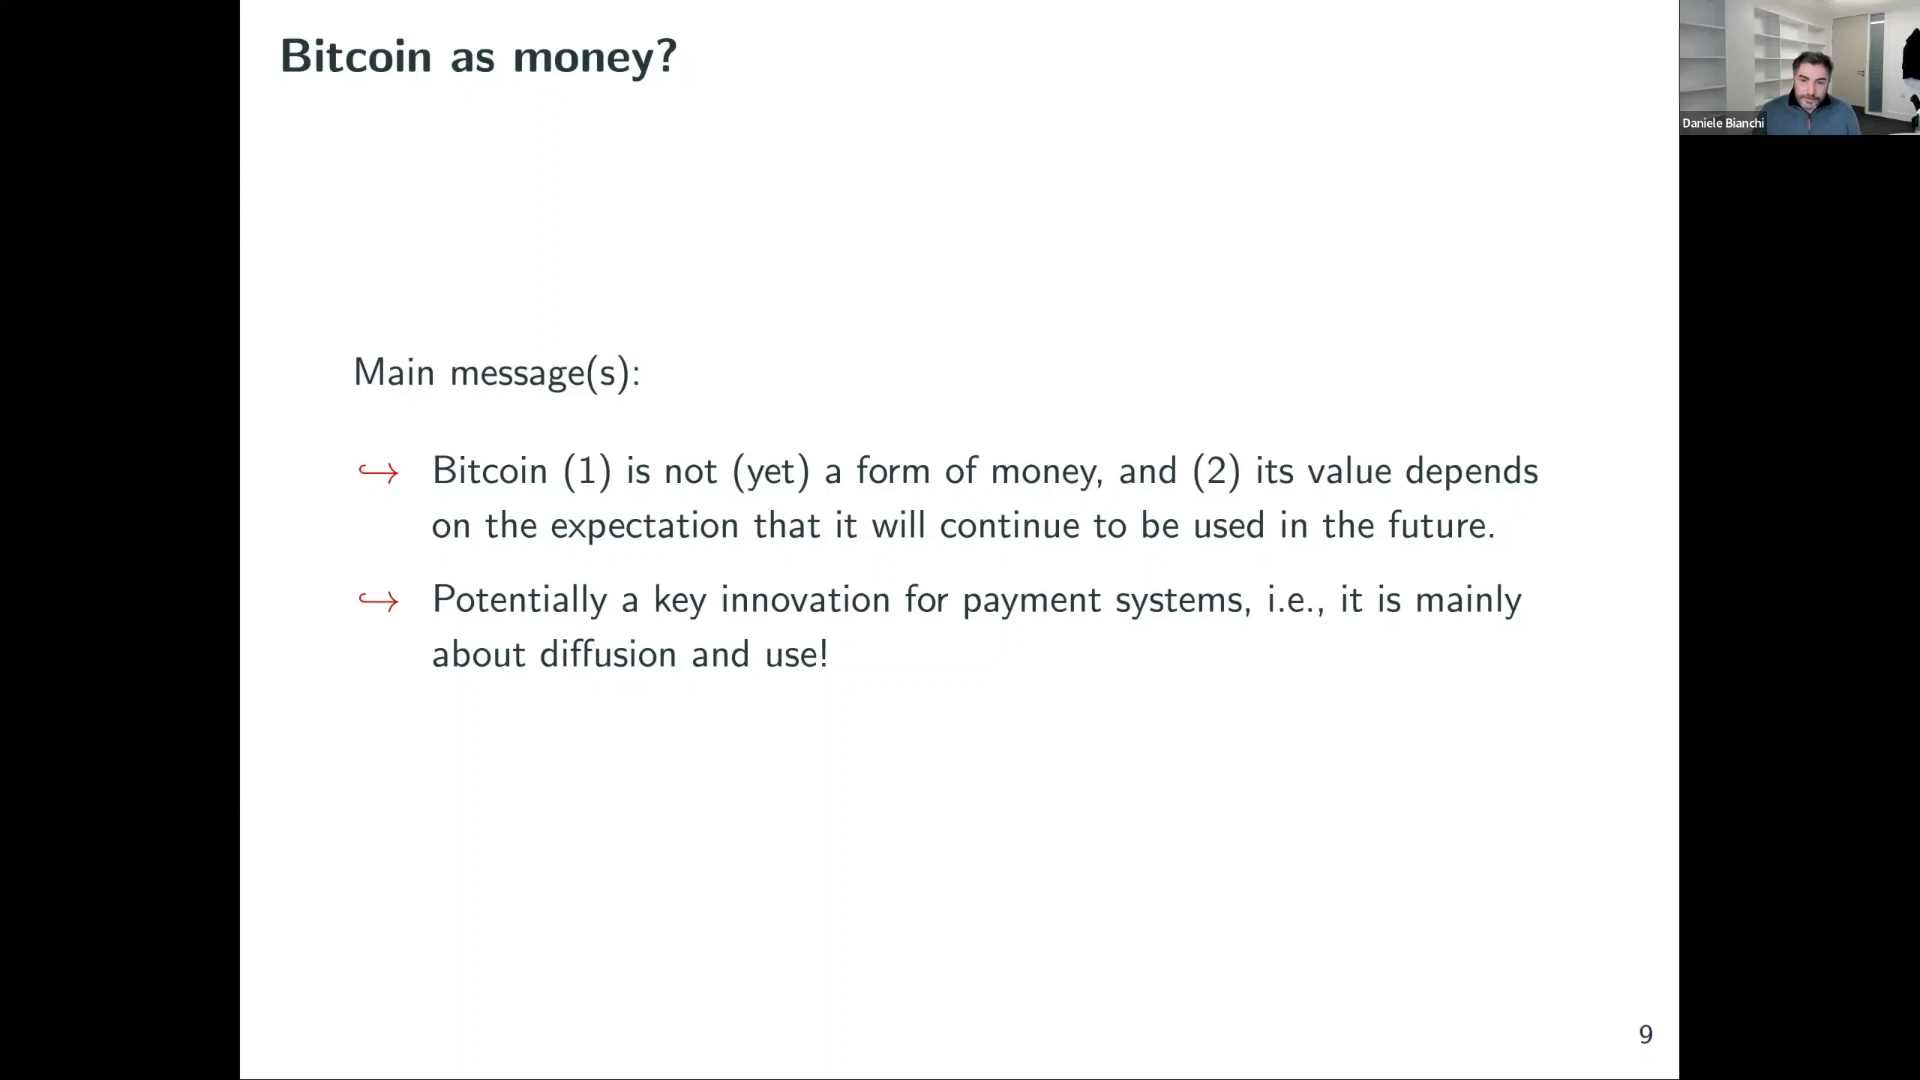 Bitcoin as money?
Daniele Bianchi
Main message(s):
↪ Bitcoin (1) is not (yet) a form of money, and (2) its value depends
on the expectation that it will continue to be used in the future.
↪ Potentially a key innovation for payment systems, i.e., it is mainly
about diffusion and use!
9